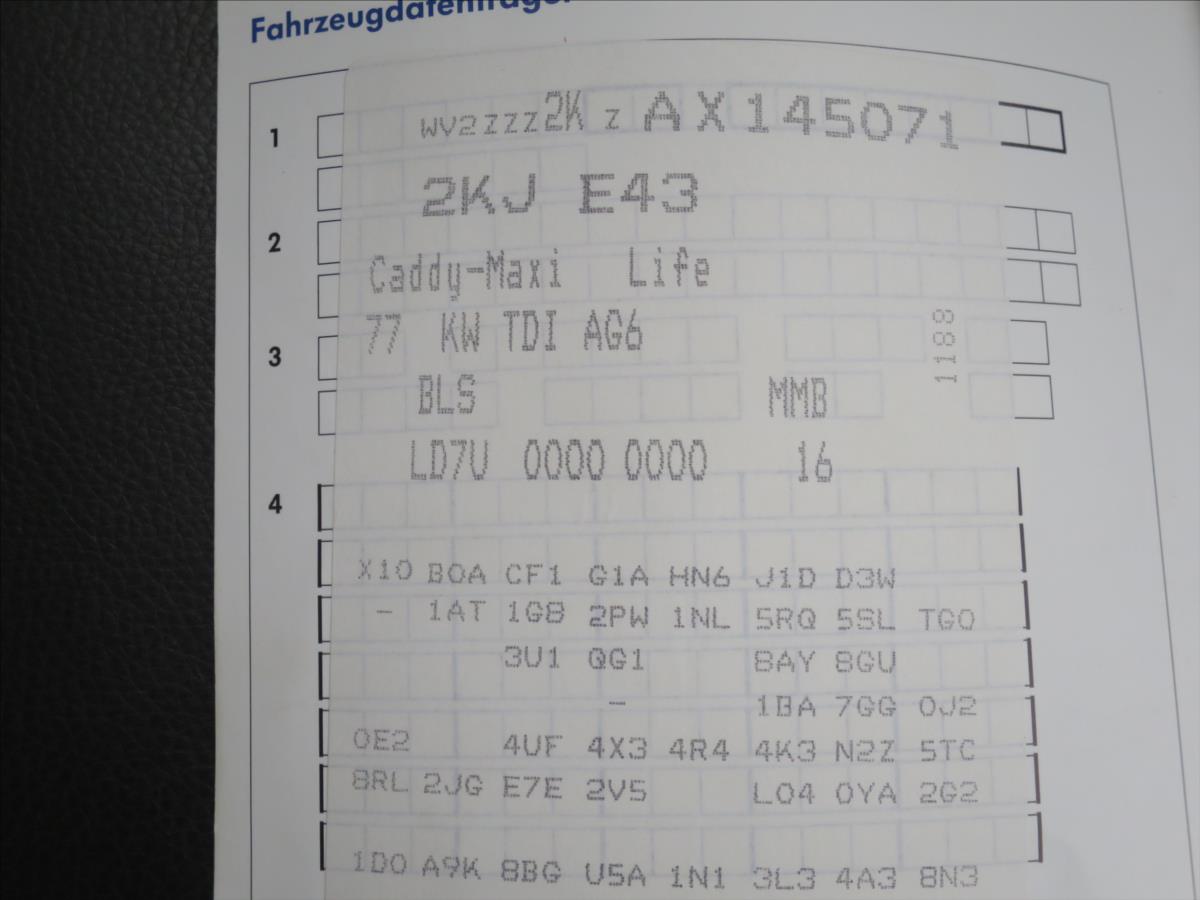 Fahrzeugdatenträger
1 WV2ZZZ2KZAX145071
2KJ E43
2
Caddy-Maxi Life
3 77 KW TDI AG6 1188
BLS MMB
LD7U 0000 0000 16
4
X10 B0A CF1 G1A HN6 J1D D3W
- 1AT 1G8 2PW 1NL 5RQ 5SL TG0
3U1 QG1 8AY 8GU
- 1BA 7GG 0J2
0E2 4UF 4X3 4R4 4K3 N2Z 5TC
8RL 2JG E7E 2V5 L04 0YA 2G2
1D0 A9K 8BG U5A 1N1 3L3 4A3 8N3